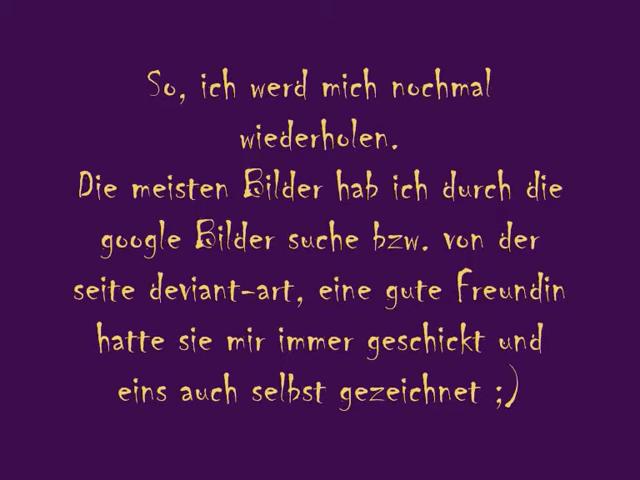 So, ich werd mich nochmal
wiederholen.
Die meisten Bilder hab ich durch die
google Bilder suche bzw. von der
seite deviant-art, eine gute Freundin
hatte sie mir immer geschickt und
eins auch selbst gezeichnet ;)